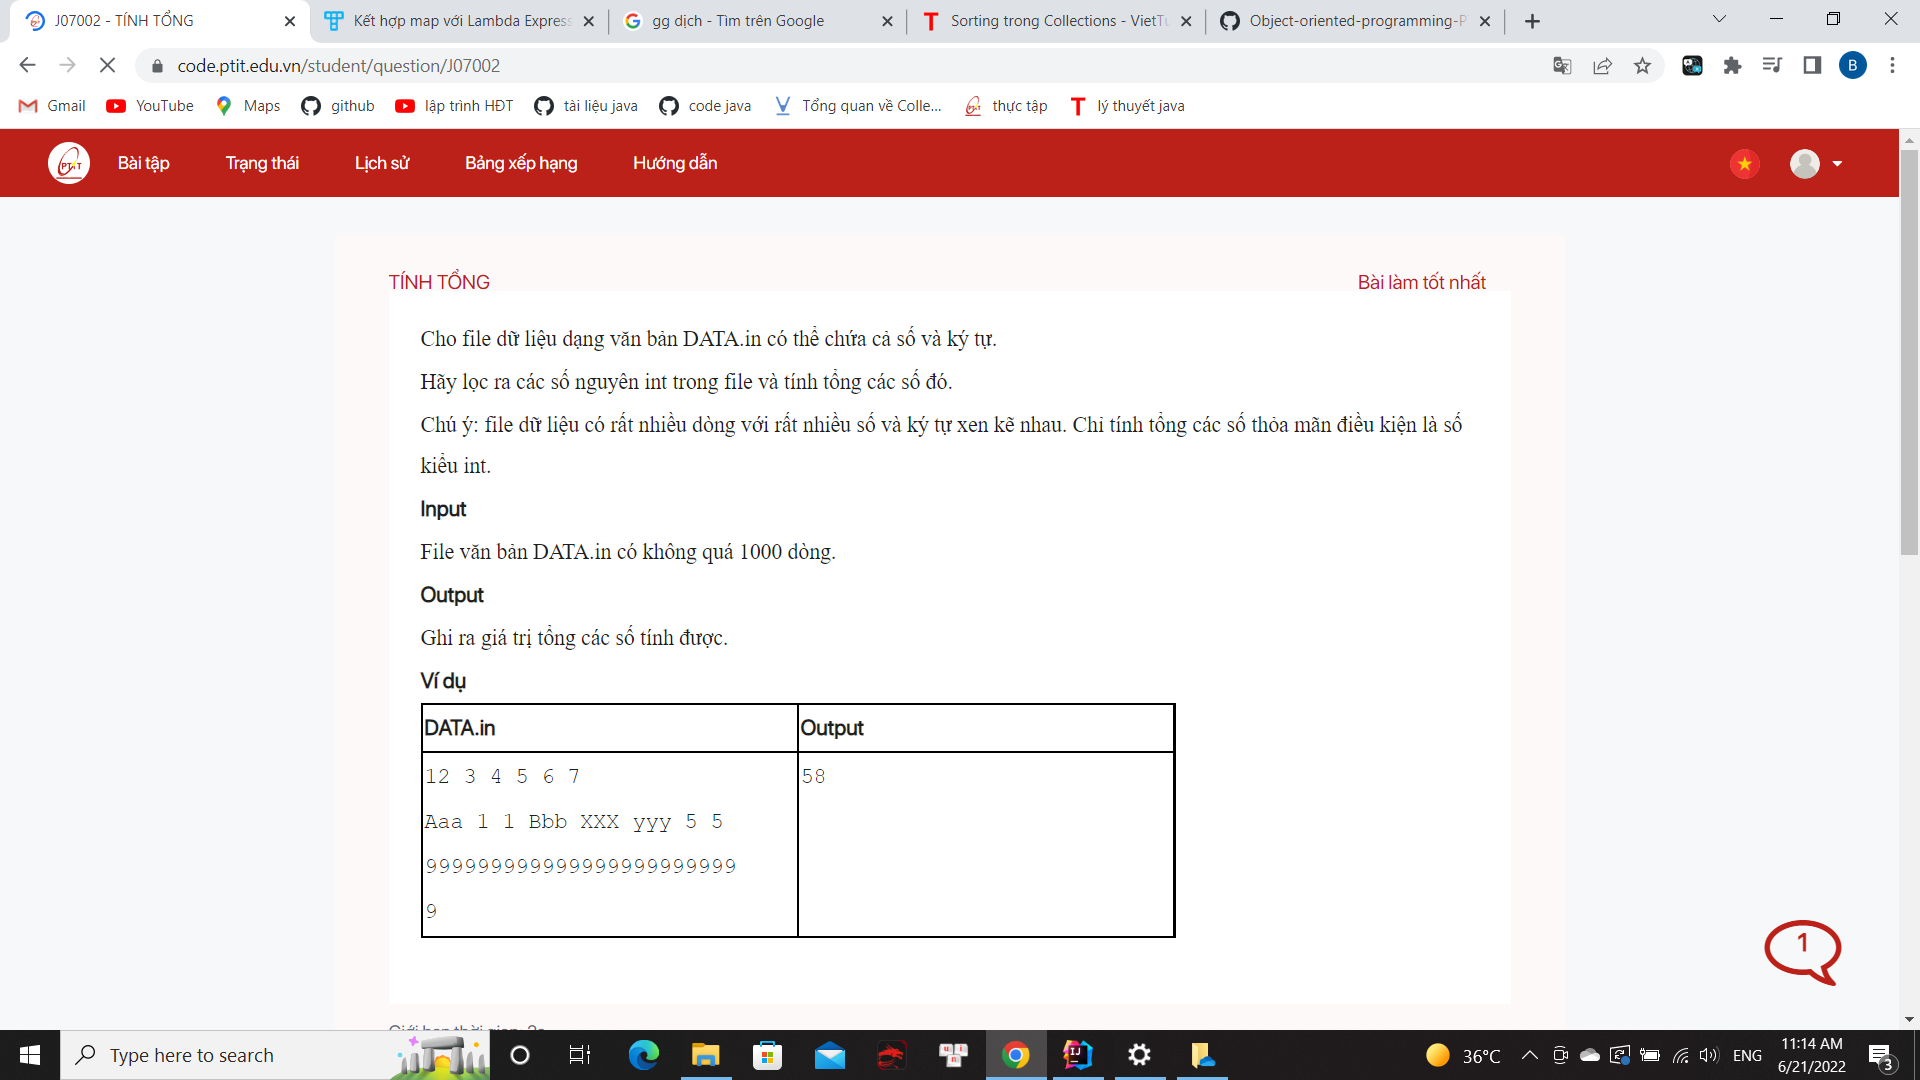 J07002 - TÍNH TỔNG
Kết hợp map với Lambda Express
gg dịch - Tìm trên Google
Sorting trong Collections - VietTu
Object-oriented-programming-P
code.ptit.edu.vn/student/question/J07002
B
Gmail
YouTube
Maps
github
lập trình HĐT
tài liệu java
code java
Tổng quan về Colle...
thực tập
lý thuyết java
PTIT
Bài tập
Trạng thái
Lịch sử
Bảng xếp hạng
Hướng dẫn
TÍNH TỔNG
Bài làm tốt nhất
Cho file dữ liệu dạng văn bản DATA.in có thể chứa cả số và ký tự.
Hãy lọc ra các số nguyên int trong file và tính tổng các số đó.
Chú ý: file dữ liệu có rất nhiều dòng với rất nhiều số và ký tự xen kẽ nhau. Chỉ tính tổng các số thỏa mãn điều kiện là số
kiểu int.
Input
File văn bản DATA.in có không quá 1000 dòng.
Output
Ghi ra giá trị tổng các số tính được.
Ví dụ
DATA.in
Output
12 3 4 5 6 7
58
Aaa 1 1 Bbb XXX yyy 5 5
999999999999999999999999
9
1
Giới hạn thời gian: 2s
Type here to search
36°C
ENG
11:14 AM
6/21/2022
3